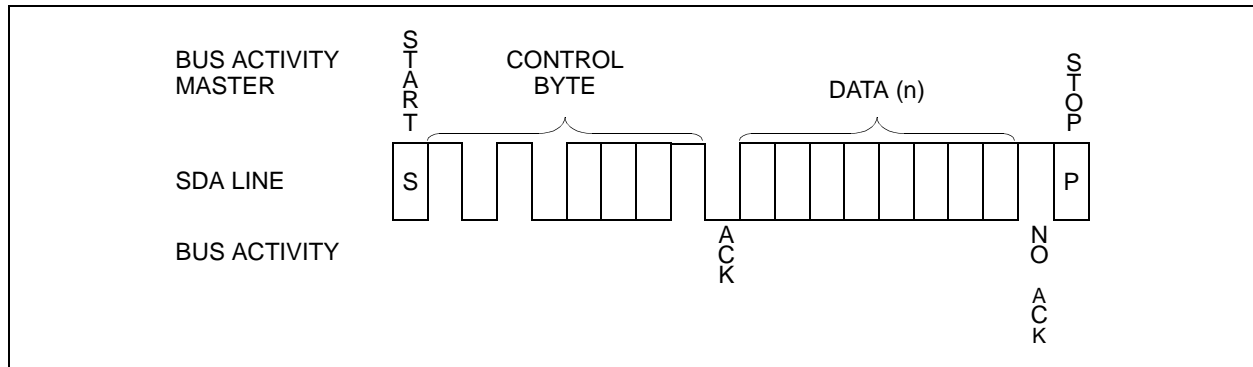 BUS ACTIVITY
MASTER
START
CONTROL
BYTE
DATA (n)
STOP
SDA LINE
S
P
BUS ACTIVITY
ACK
NO ACK